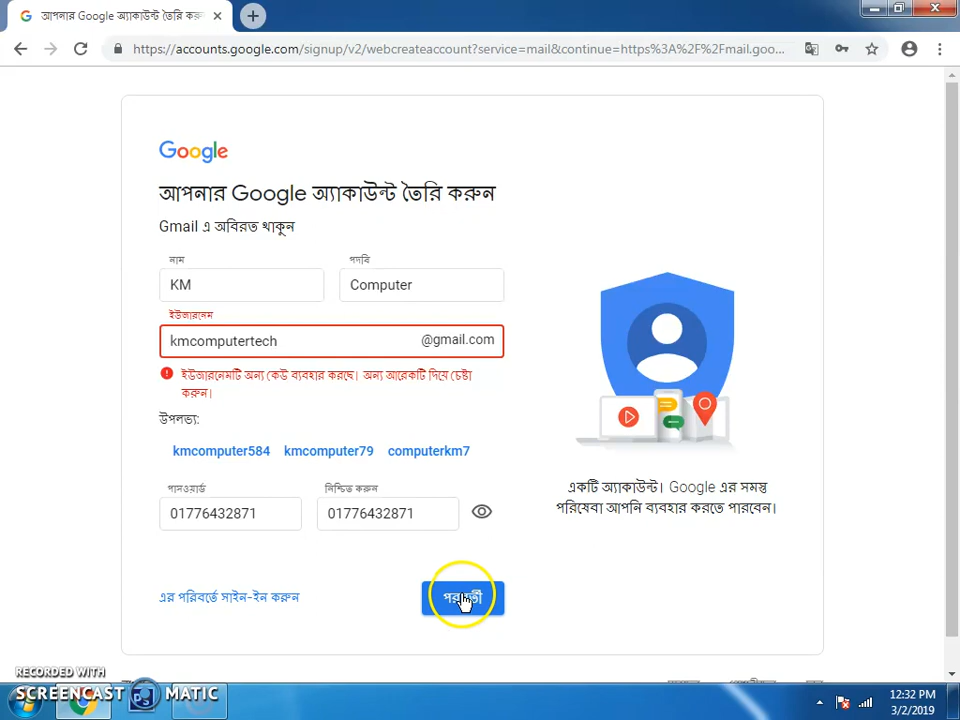 আপনার Google অ্যাকাউন্ট তৈরি করুন
https://accounts.google.com/signup/v2/webcreateaccount?service=mail&continue=https%3A%2F%2Fmail.goo...
Google
আপনার Google অ্যাকাউন্ট তৈরি করুন
Gmail এ অবিরত থাকুন
নাম
পদবি
KM
Computer
ইউজারনেম
kmcomputertech
@gmail.com
ইউজারনেমটি অন্য কেউ ব্যবহার করছে। অন্য আরেকটি দিয়ে চেষ্টা
করুন।
উপলভ্য:
kmcomputer584 kmcomputer79 computerkm7
পাসওয়ার্ড
নিশ্চিত করুন
01776432871
01776432871
একটি অ্যাকাউন্ট। Google এর সমস্ত
পরিষেবা আপনি ব্যবহার করতে পারবেন।
এর পরিবর্তে সাইন-ইন করুন
RECORDED WITH
SCREENCAST MATIC
12:32 PM
3/2/2019